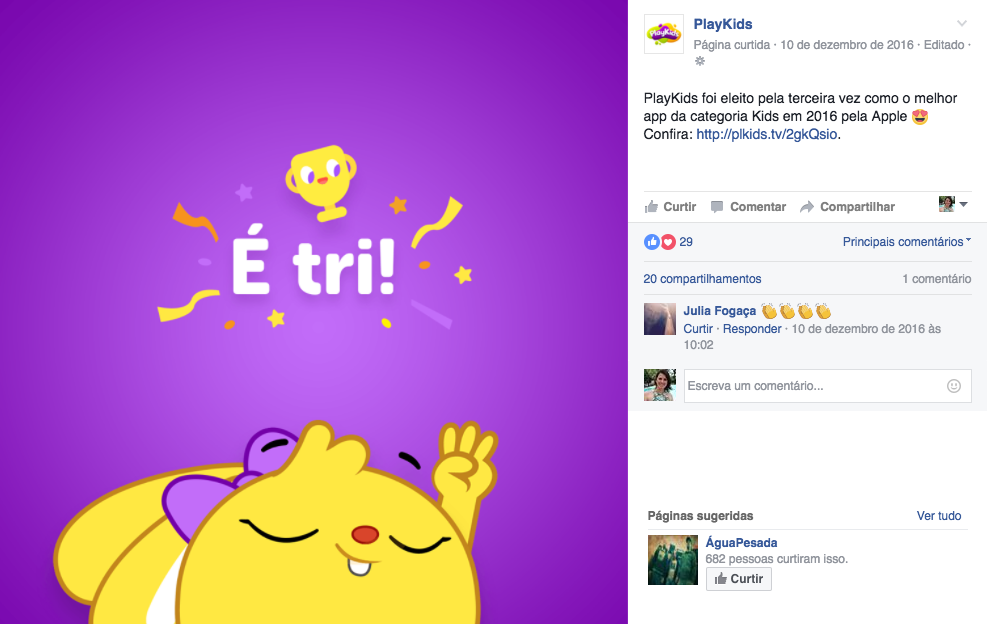 É tri!
PlayKids
PlayKids
Página curtida · 10 de dezembro de 2016 · Editado ·
PlayKids foi eleito pela terceira vez como o melhor
app da categoria Kids em 2016 pela Apple 😍
Confira: http://plkids.tv/2gkQsio.
Curtir Comentar Compartilhar
29 Principais comentários
20 compartilhamentos 1 comentário
Julia Fogaça 👏👏👏👏
Curtir · Responder · 10 de dezembro de 2016 às
10:02
Escreva um comentário...
Páginas sugeridas Ver tudo
ÁguaPesada
682 pessoas curtiram isso.
Curtir